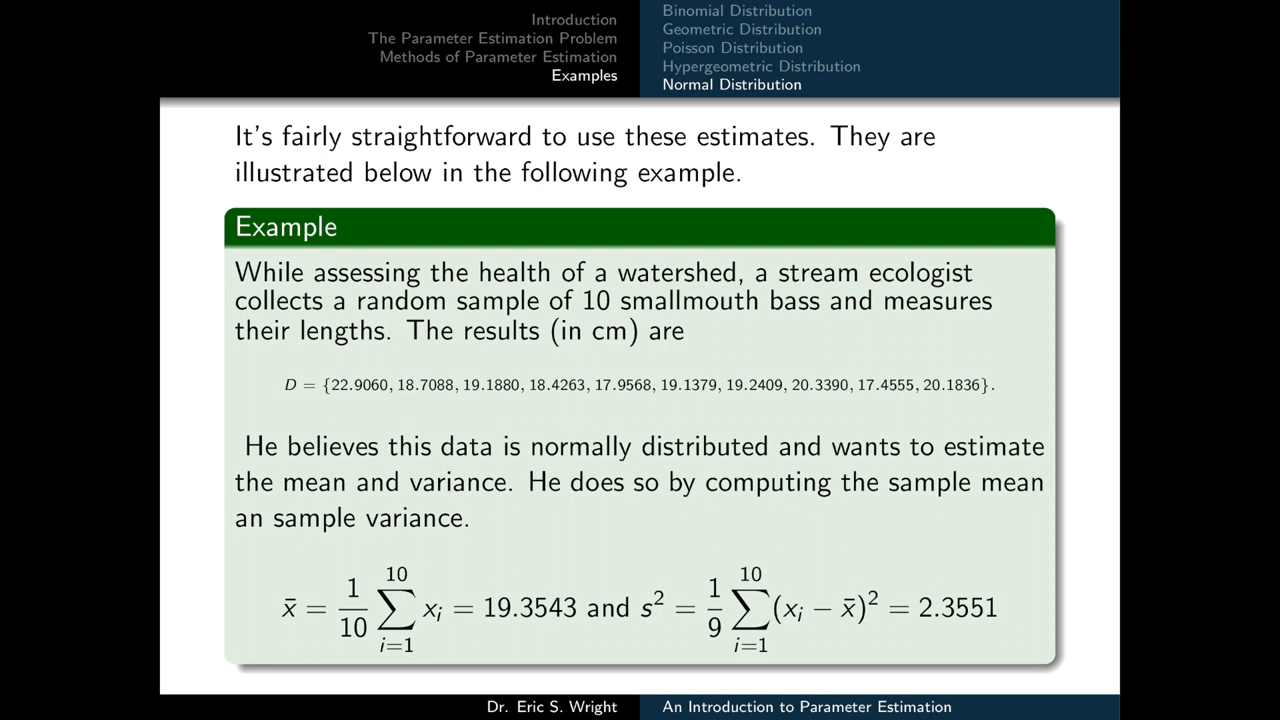 Introduction
The Parameter Estimation Problem
Methods of Parameter Estimation
Examples
Binomial Distribution
Geometric Distribution
Poisson Distribution
Hypergeometric Distribution
Normal Distribution
It's fairly straightforward to use these estimates. They are
illustrated below in the following example.
Example
While assessing the health of a watershed, a stream ecologist
collects a random sample of 10 smallmouth bass and measures
their lengths. The results (in cm) are
D = {22.9060, 18.7088, 19.1880, 18.4263, 17.9568, 19.1379, 19.2409, 20.3390, 17.4555, 20.1836}.
He believes this data is normally distributed and wants to estimate
the mean and variance. He does so by computing the sample mean
an sample variance.
x̄ = 1/10 ∑_{i=1}^{10} x_i = 19.3543 and s² = 1/9 ∑_{i=1}^{10} (x_i − x̄)² = 2.3551
Dr. Eric S. Wright
An Introduction to Parameter Estimation